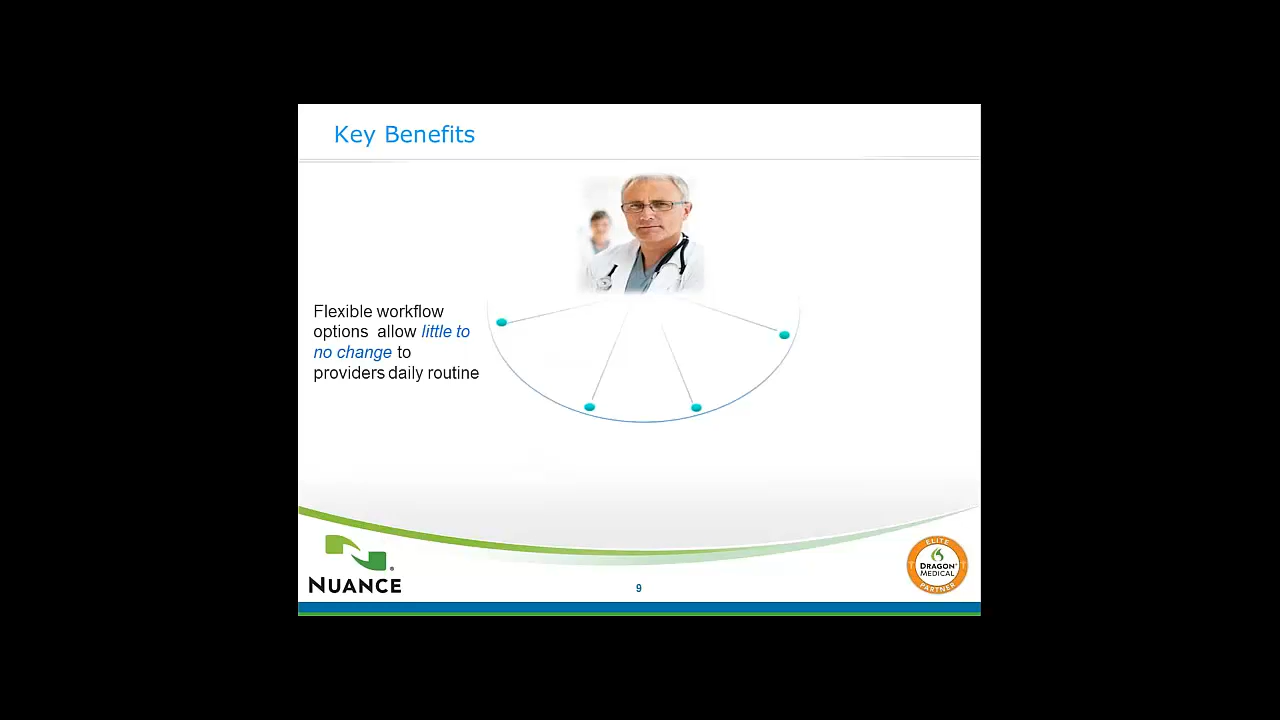 Key Benefits
Flexible workflow
options allow little to
no change to
providers daily routine
NUANCE
9
ELITE
DRAGON
MEDICAL
PARTNER